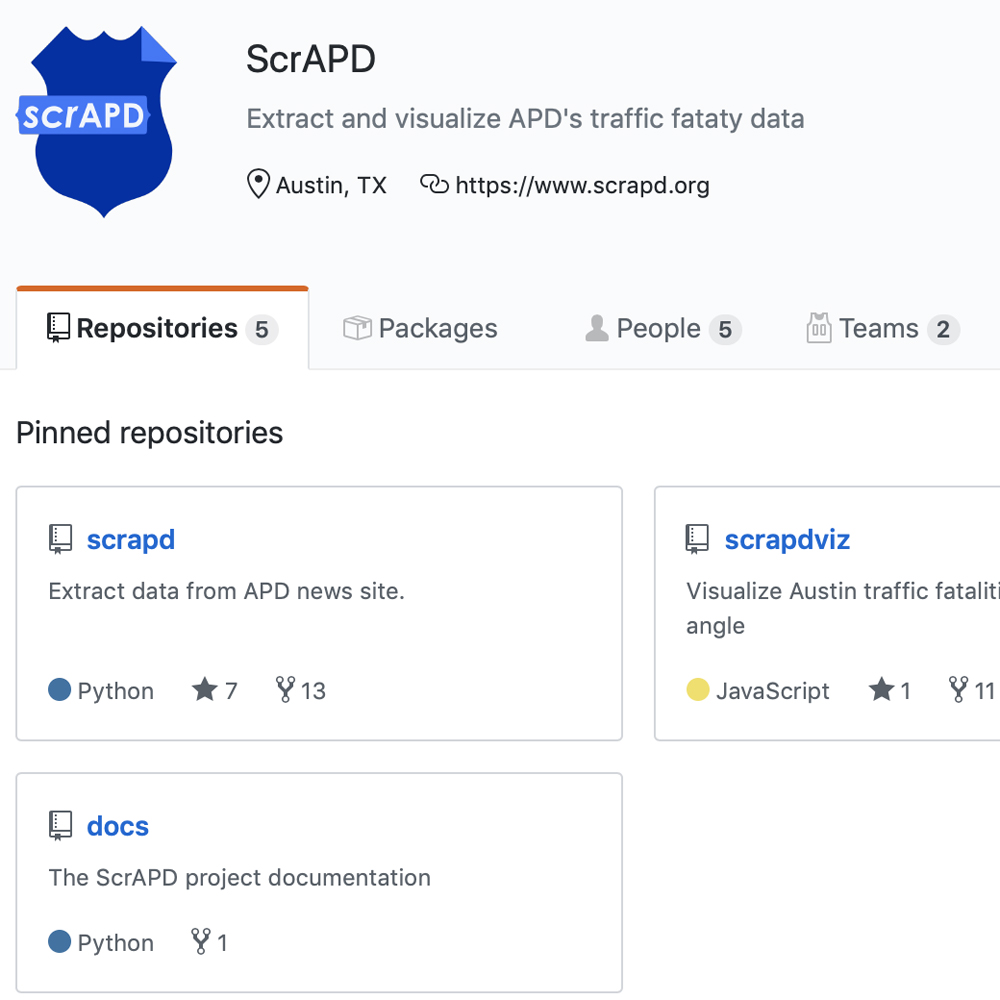 scrAPD
ScrAPD
Extract and visualize APD's traffic fataty data
Austin, TX https://www.scrapd.org
Repositories 5 Packages People 5 Teams 2
Pinned repositories
scrapd
Extract data from APD news site.
Python 7 13
scrapdviz
Visualize Austin traffic fataliti
angle
JavaScript 1 11
docs
The ScrAPD project documentation
Python 1